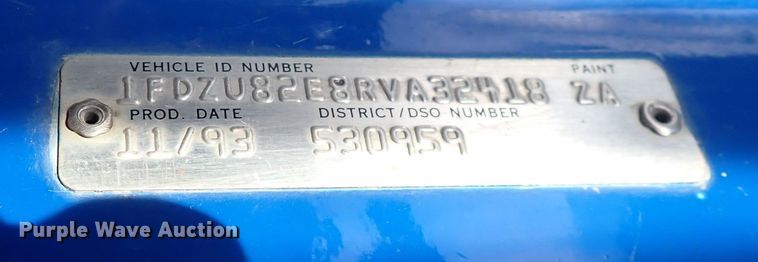 VEHICLE ID NUMBER PAINT
1FDZU82E8RVA32418 ZA
PROD. DATE DISTRICT/DSO NUMBER
11/93 530959
Purple Wave Auction